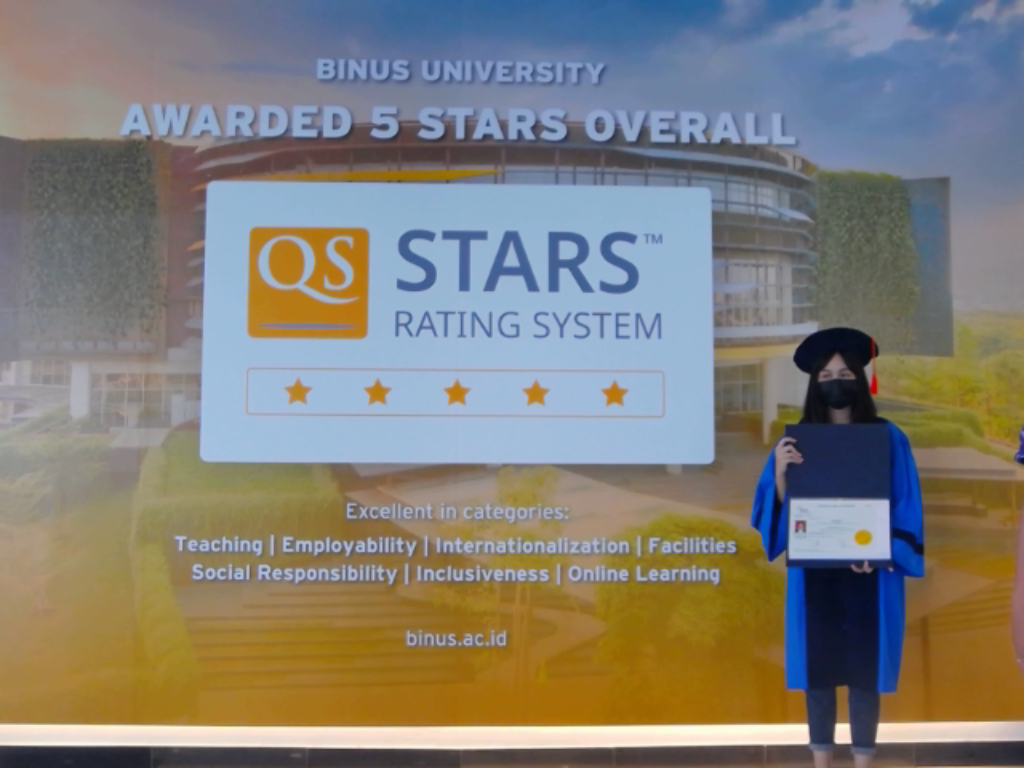 BINUS UNIVERSITY
AWARDED 5 STARS OVERALL
QS
STARS™
RATING SYSTEM
Excellent in categories:
Teaching | Employability | Internationalization | Facilities
Social Responsibility | Inclusiveness | Online Learning
binus.ac.id